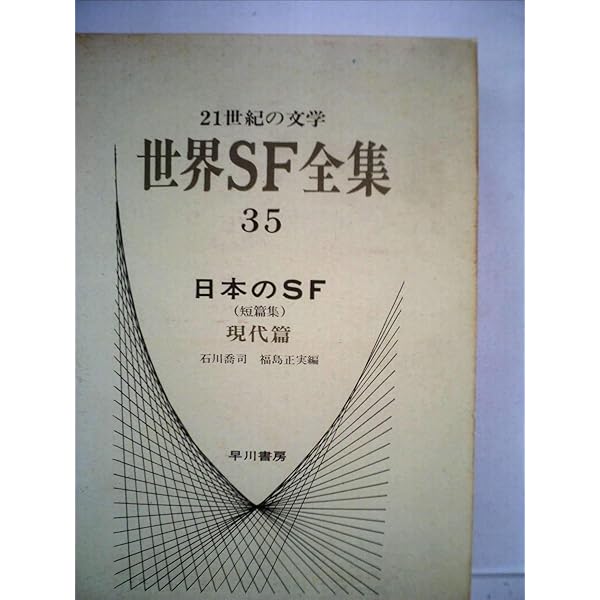 21世紀の文学
世界SF全集
35
日本のSF
(短篇集)
現代篇
石川喬司 福島正実編
早川書房